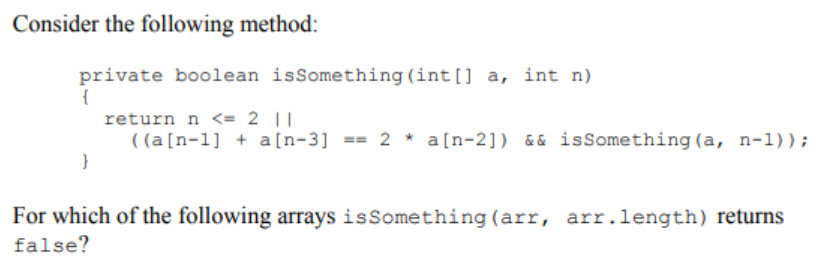 Consider the following method:
private boolean isSomething(int[] a, int n)
{
return n <= 2 ||
((a[n-1] + a[n-3] == 2 * a[n-2]) && isSomething(a, n-1));
}
For which of the following arrays isSomething(arr, arr.length) returns
false?